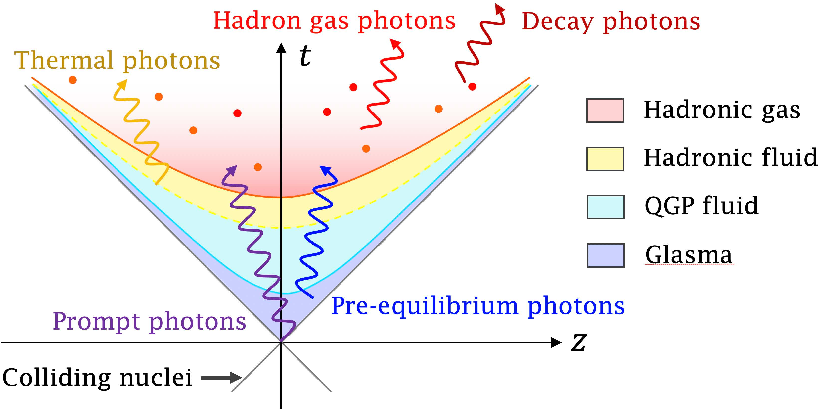 Hadron gas photons
Decay photons
Thermal photons
t
Hadronic gas
Hadronic fluid
QGP fluid
Glasma
Pre-equilibrium photons
Prompt photons
z
Colliding nuclei